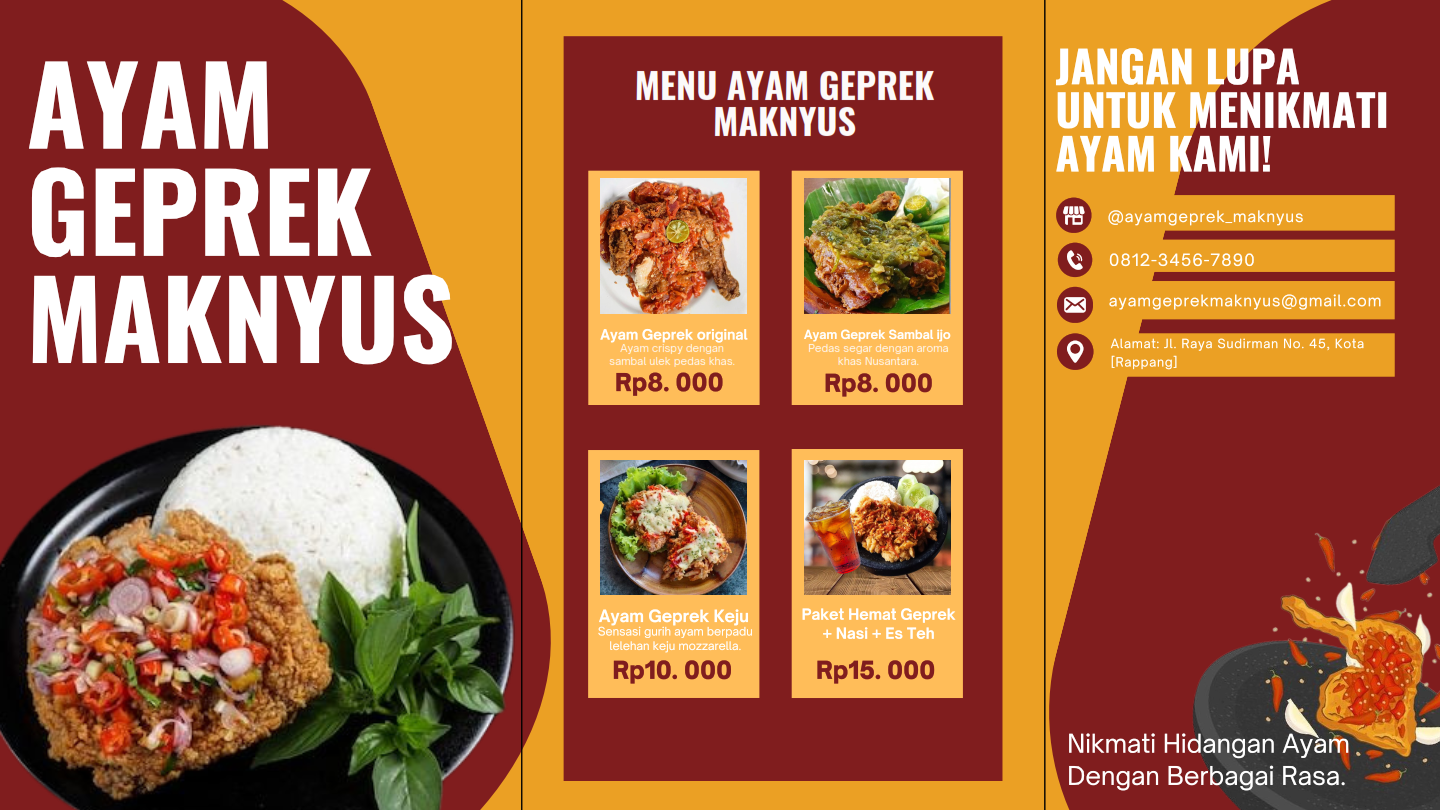 AYAM
GEPREK
MAKNYUS
MENU AYAM GEPREK
MAKNYUS
Ayam Geprek original
Ayam crispy dengan
sambal ulek pedas khas.
Rp8. 000
Ayam Geprek Sambal ijo
Pedas segar dengan aroma
khas Nusantara.
Rp8. 000
Ayam Geprek Keju
Sensasi gurih ayam berpadu
lelehan keju mozzarella.
Rp10. 000
Paket Hemat Geprek
+ Nasi + Es Teh
Rp15. 000
JANGAN LUPA
UNTUK MENIKMATI
AYAM KAMI!
@ayamgeprek_maknyus
0812-3456-7890
ayamgeprekmaknyus@gmail.com
Alamat: Jl. Raya Sudirman No. 45, Kota
[Rappang]
Nikmati Hidangan Ayam
Dengan Berbagai Rasa.